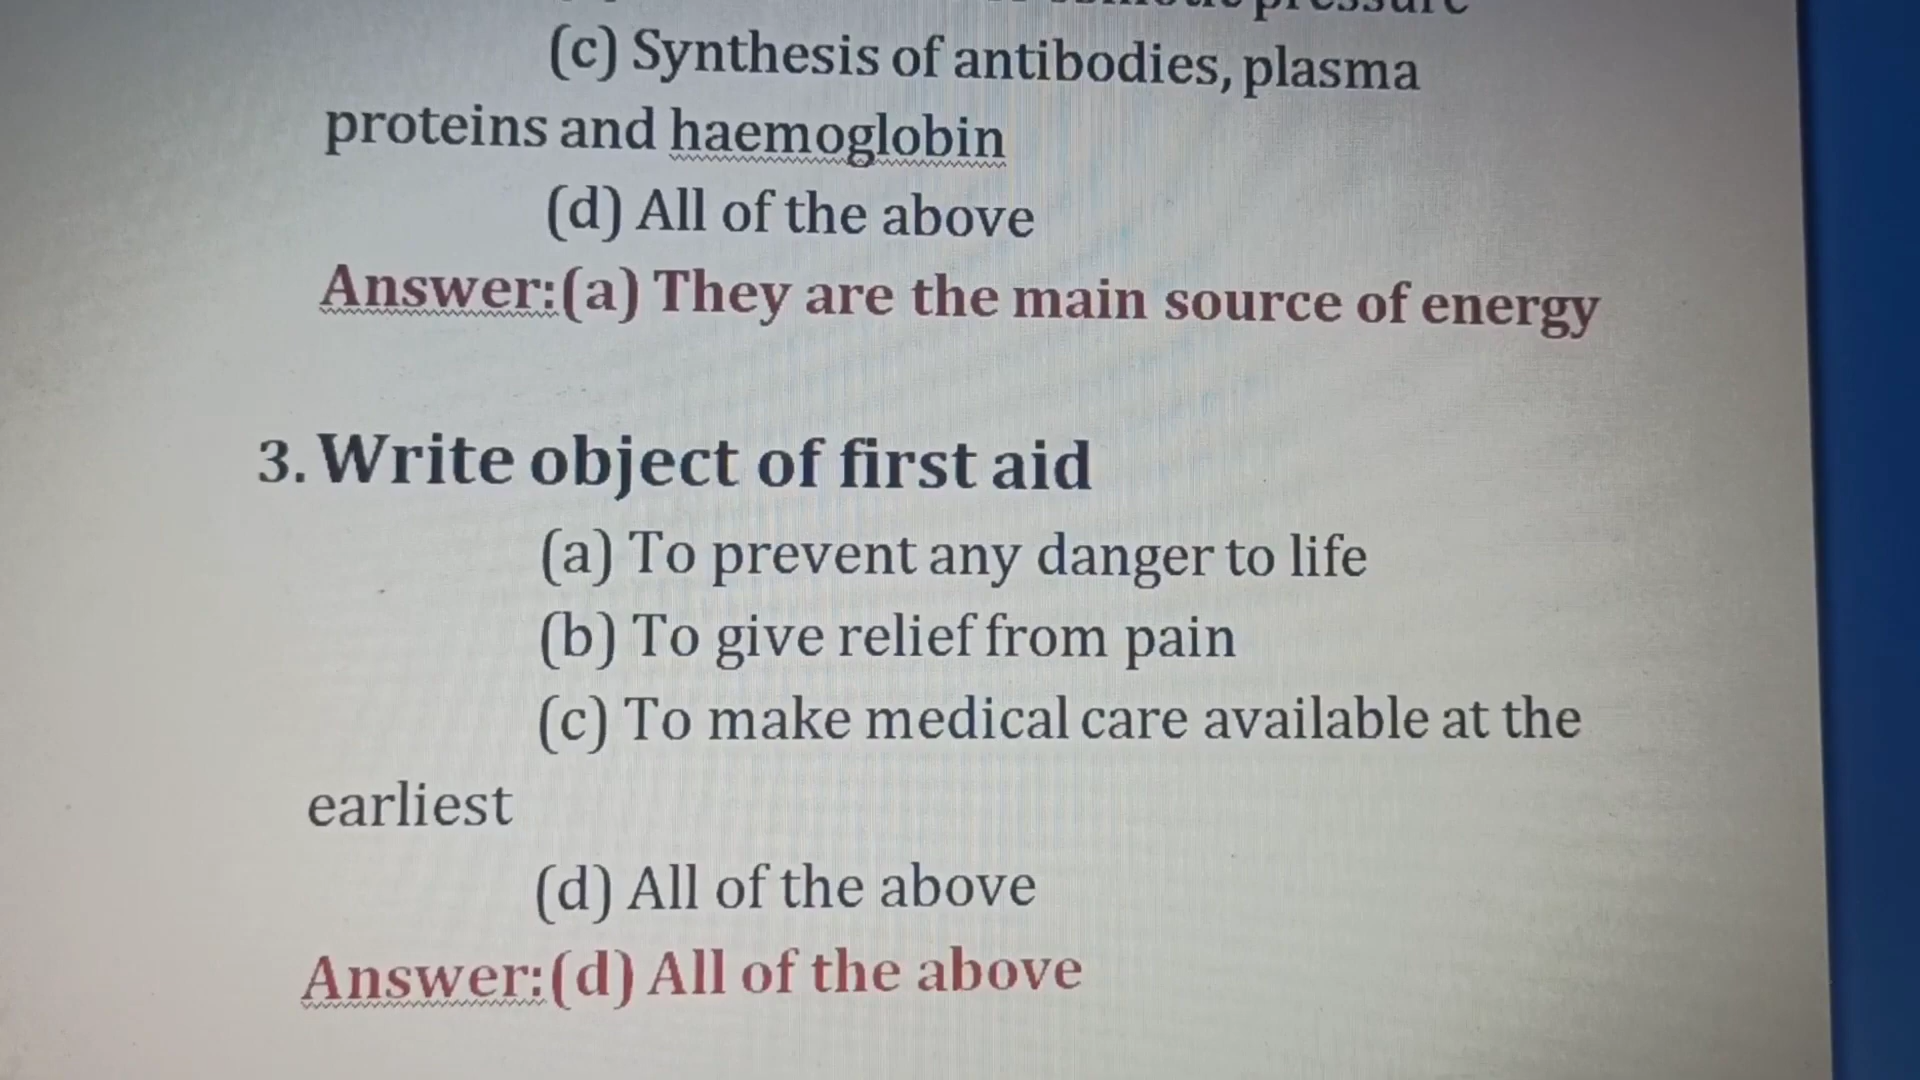 pressure
(c) Synthesis of antibodies, plasma
proteins and haemoglobin
(d) All of the above
Answer:(a) They are the main source of energy
3. Write object of first aid
(a) To prevent any danger to life
(b) To give relief from pain
(c) To make medical care available at the
earliest
(d) All of the above
Answer:(d) All of the above